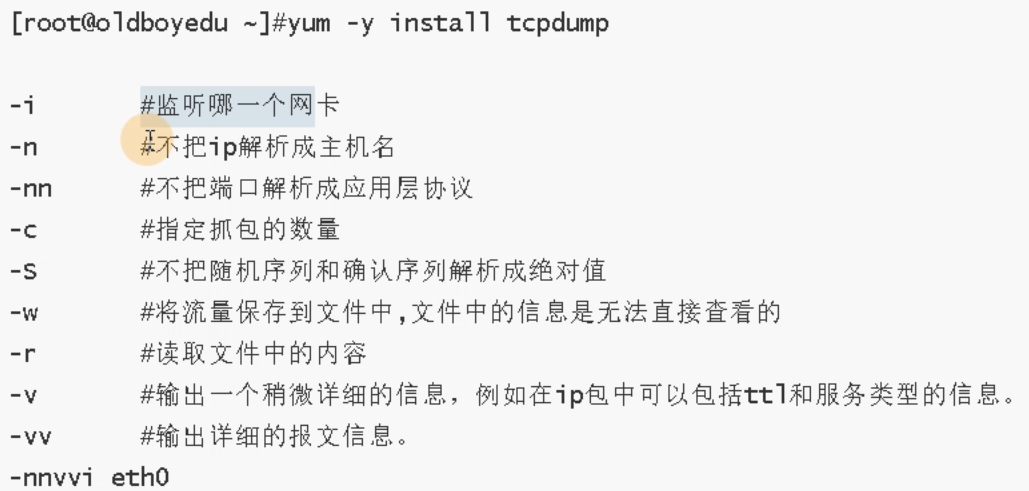 [root@oldboyedu ~]#yum -y install tcpdump
-i #监听哪一个网卡
-n #不把ip解析成主机名
-nn #不把端口解析成应用层协议
-c #指定抓包的数量
-S #不把随机序列和确认序列解析成绝对值
-w #将流量保存到文件中,文件中的信息是无法直接查看的
-r #读取文件中的内容
-v #输出一个稍微详细的信息，例如在ip包中可以包括ttl和服务类型的信息。
-vv #输出详细的报文信息。
-nnvvi eth0